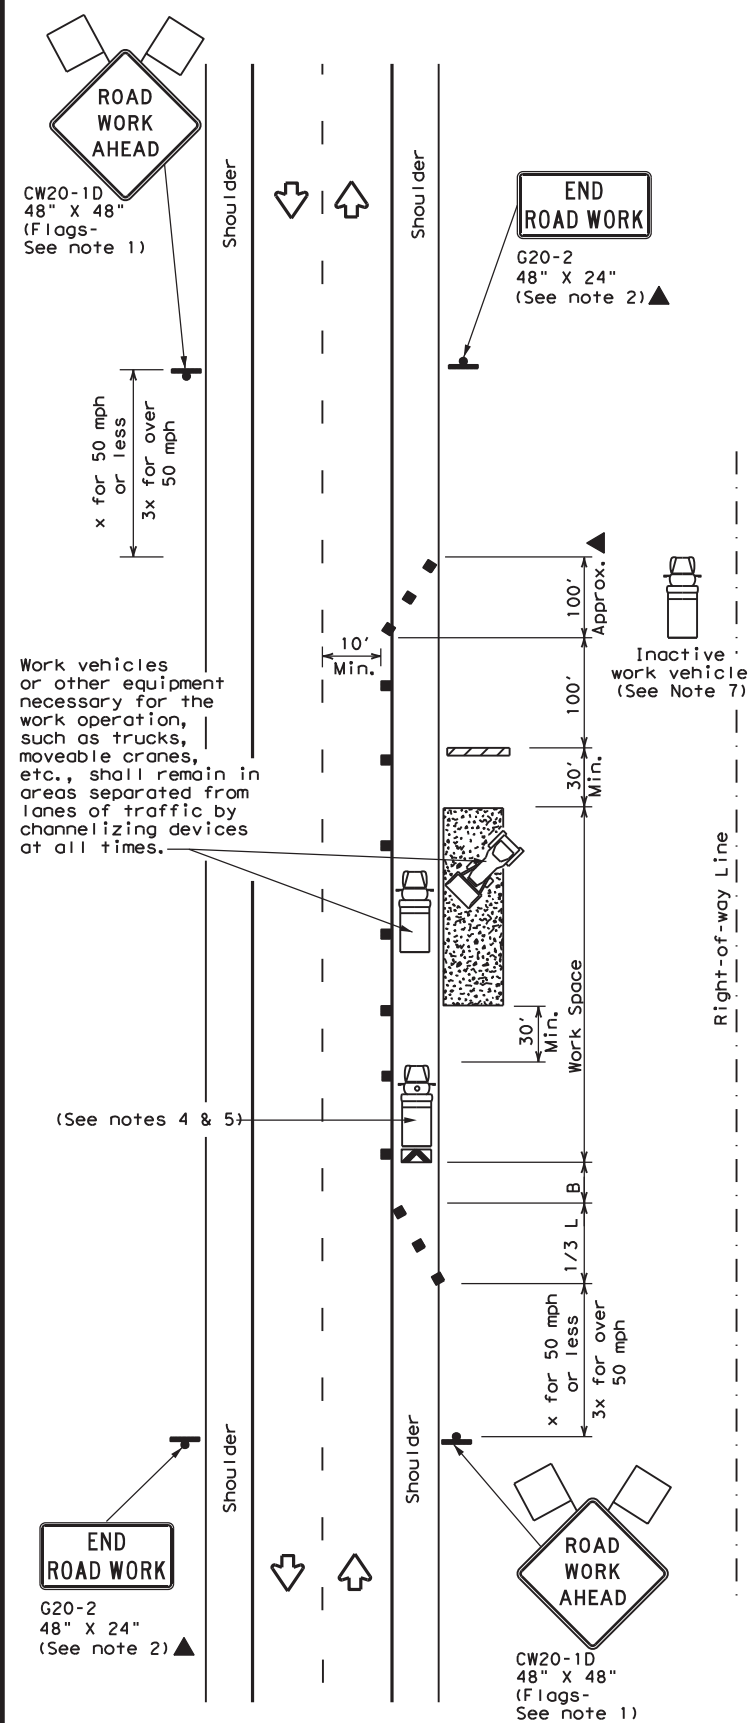 ROAD
WORK
AHEAD
CW20-1D
48" X 48"
(Flags-
See note 1)
Shoulder
Shoulder
END
ROAD WORK
G20-2
48" X 24"
(See note 2)
x for 50 mph
or less
3x for over
50 mph
100'
Approx.
Inactive
work vehicle
(See Note 7)
10'
Min.
100'
Work vehicles
or other equipment
necessary for the
work operation,
such as trucks,
moveable cranes,
etc., shall remain in
areas separated from
lanes of traffic by
channelizing devices
at all times.
30'
Min.
Right-of-way Line
Work Space
30'
Min.
(See notes 4 & 5)
B
1/3 L
x for 50 mph
or less
3x for over
50 mph
Shoulder
Shoulder
END
ROAD WORK
G20-2
48" X 24"
(See note 2)
ROAD
WORK
AHEAD
CW20-1D
48" X 48"
(Flags-
See note 1)